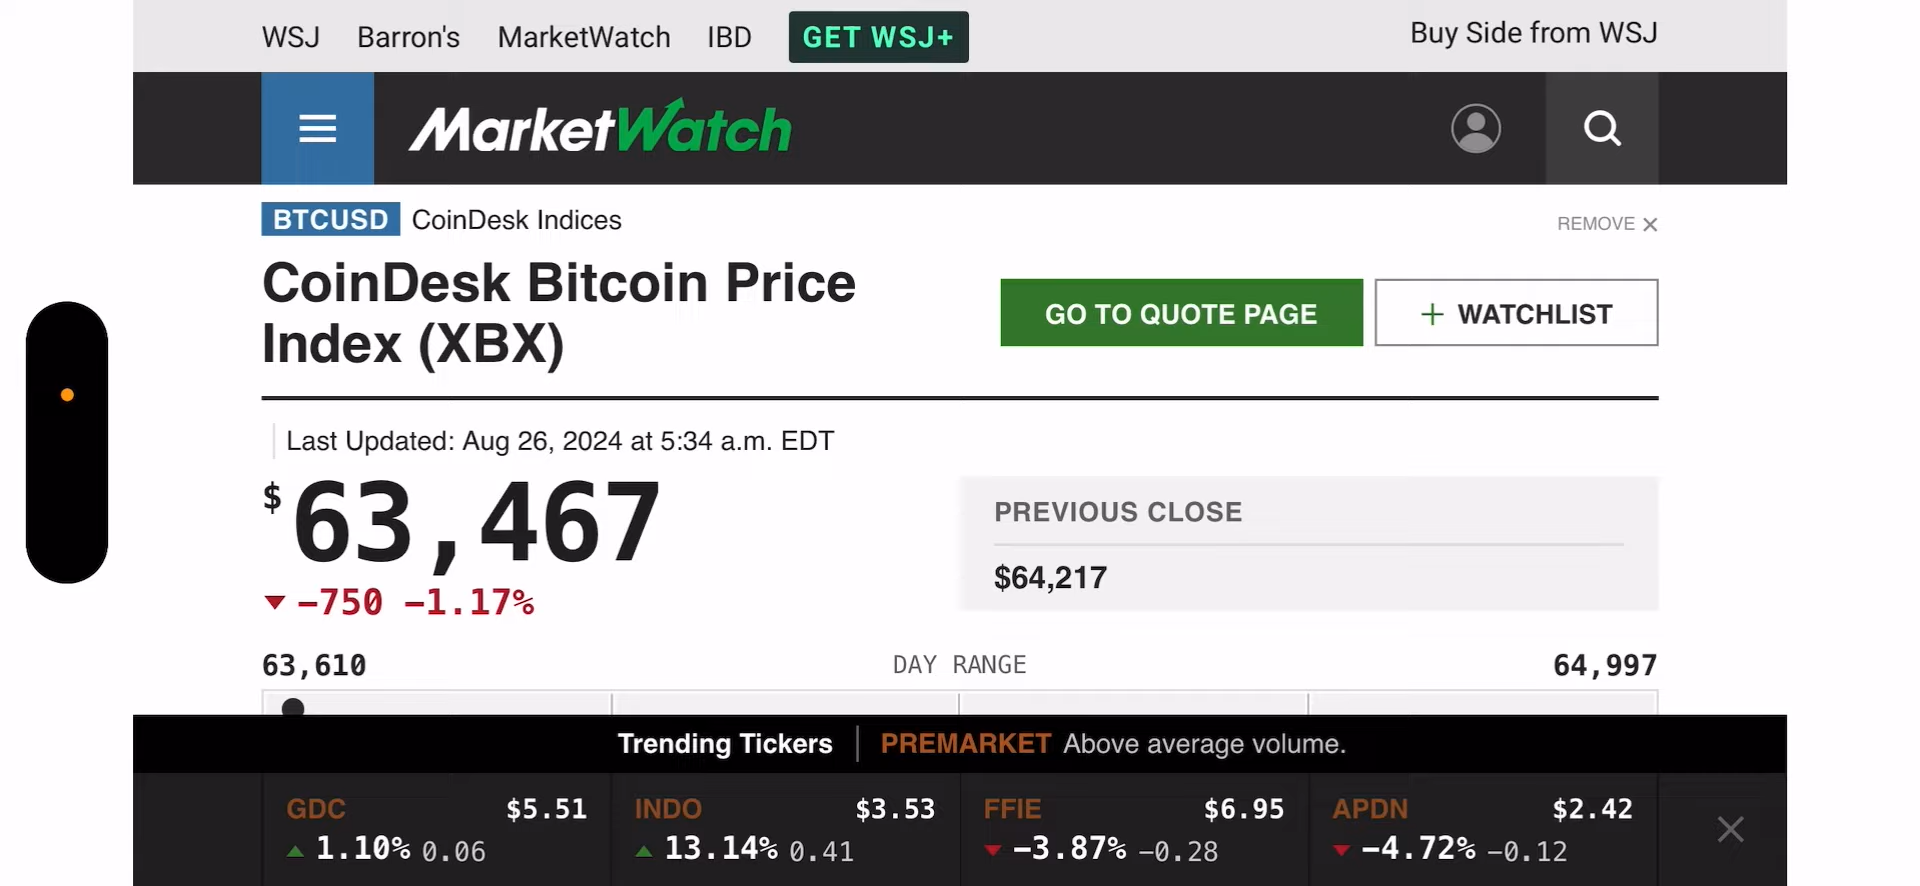 WSJ Barron's MarketWatch IBD GET WSJ+ Buy Side from WSJ
MarketWatch
BTCUSD CoinDesk Indices REMOVE
CoinDesk Bitcoin Price
Index (XBX)
GO TO QUOTE PAGE + WATCHLIST
Last Updated: Aug 26, 2024 at 5:34 a.m. EDT
$63,467
−750 −1.17%
PREVIOUS CLOSE
$64,217
63,610 DAY RANGE 64,997
Trending Tickers | PREMARKET Above average volume.
GDC $5.51 INDO $3.53 FFIE $6.95 APDN $2.42
1.10% 0.06 13.14% 0.41 −3.87% −0.28 −4.72% −0.12